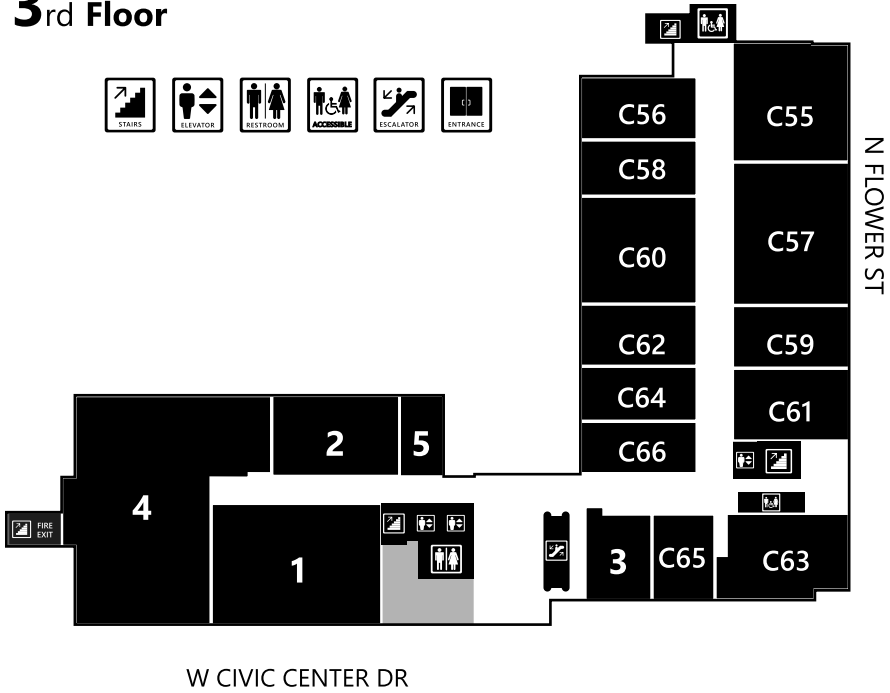 3rd Floor
STAIRS
ELEVATOR
RESTROOM
ACCESSIBLE
ESCALATOR
ENTRANCE
C56
C55
C58
C60
C57
C62
C59
C64
C61
C66
2
5
4
FIRE
EXIT
1
3
C65
C63
N FLOWER ST
W CIVIC CENTER DR